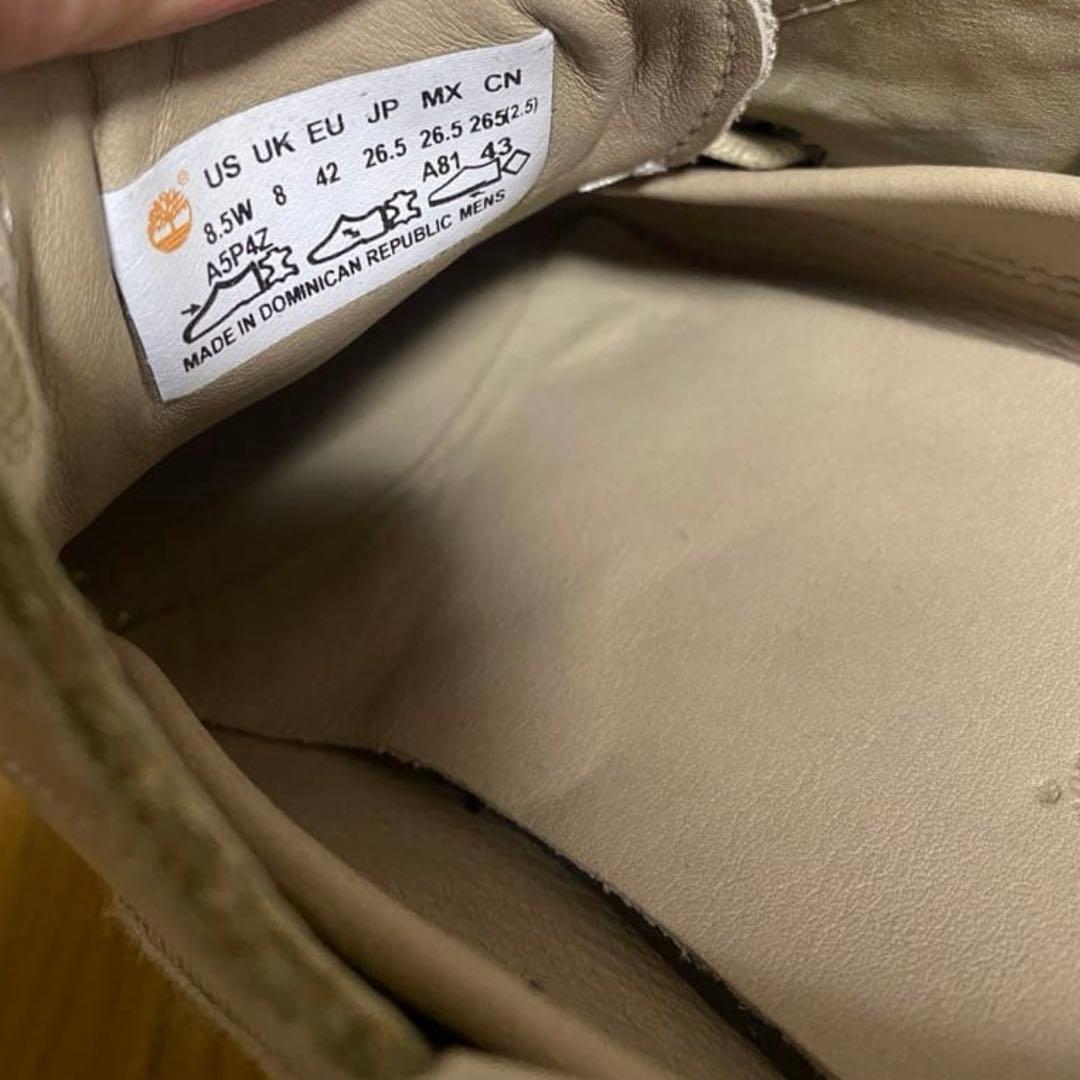 US UK EU JP MX CN
8.5W 8 42 26.5 26.5 265(2.5)
A5P4Z A81 43
MADE IN DOMINICAN REPUBLIC MENS